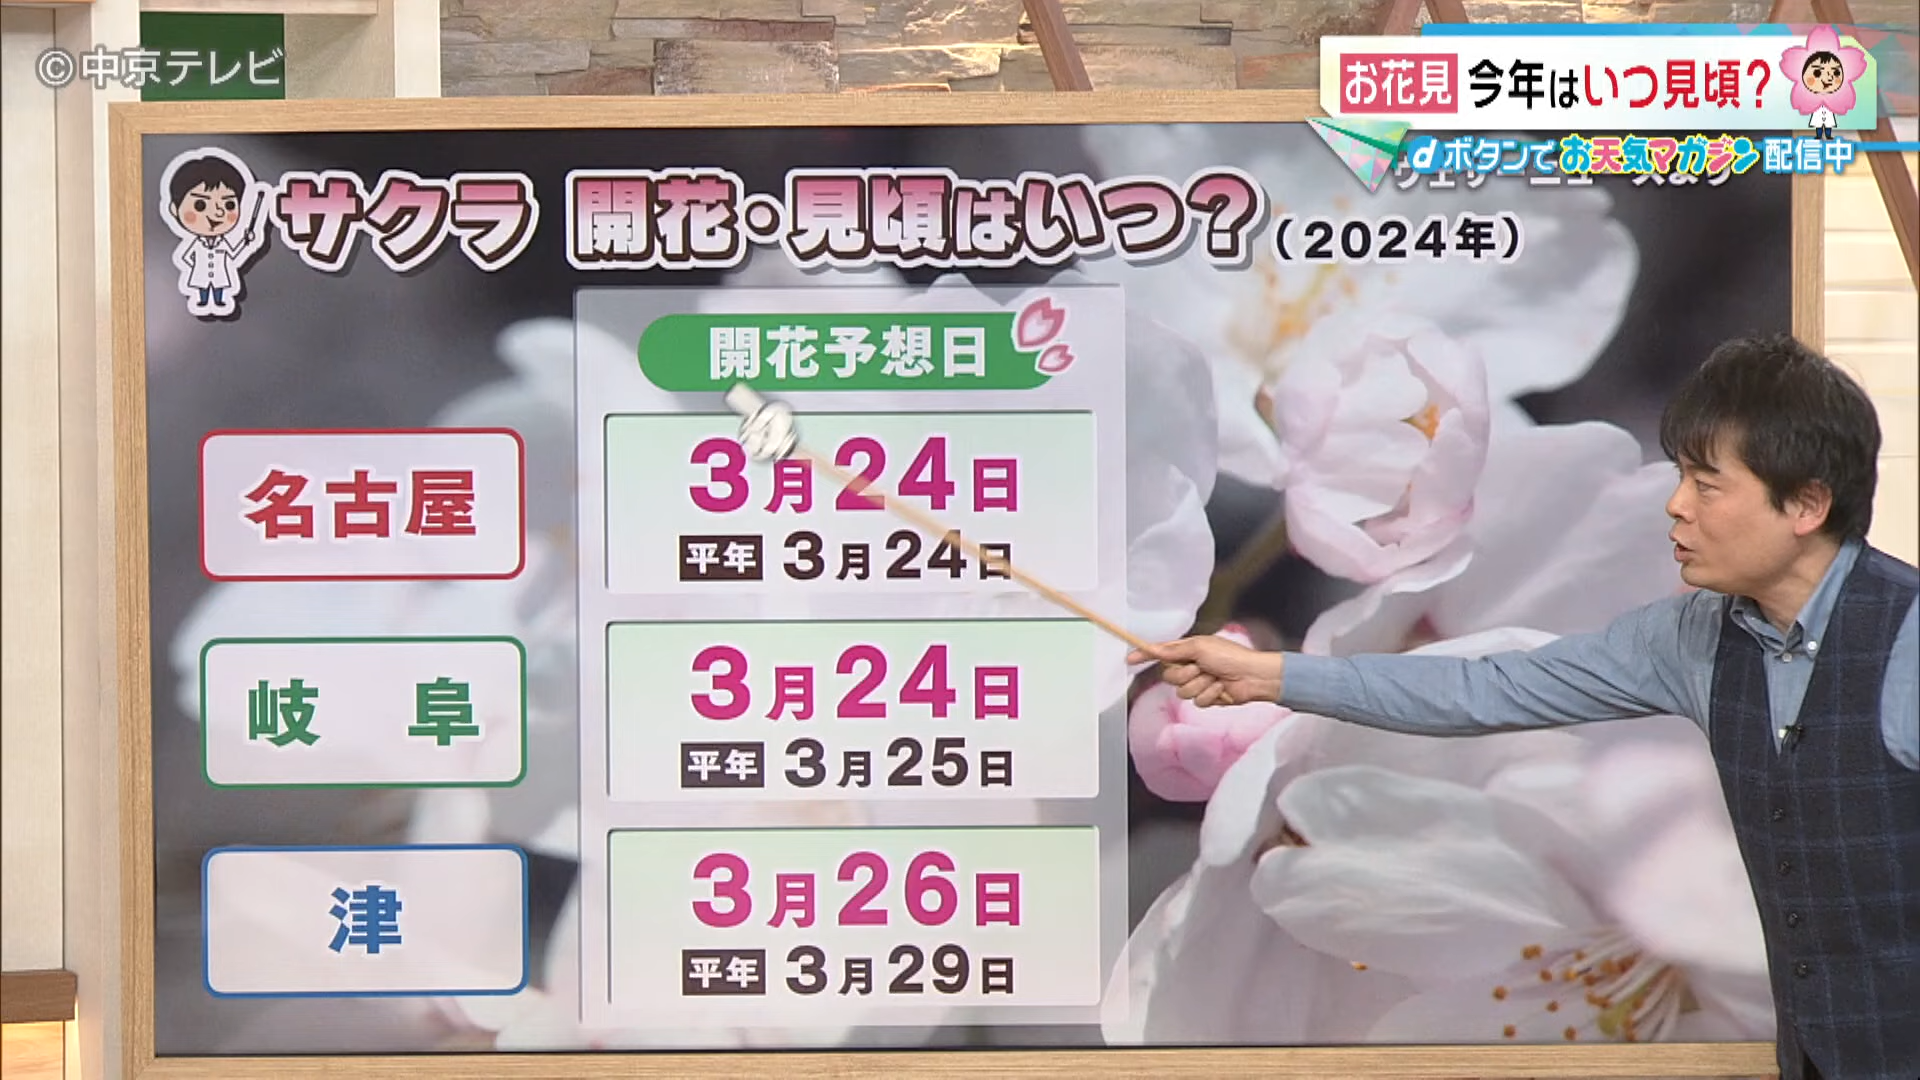 ©中京テレビ
お花見 今年はいつ見頃?
dボタンでお天気マガジン配信中
サクラ 開花・見頃はいつ?(2024年)
開花予想日
名古屋
3月24日
平年 3月24日
岐阜
3月24日
平年 3月25日
津
3月26日
平年 3月29日